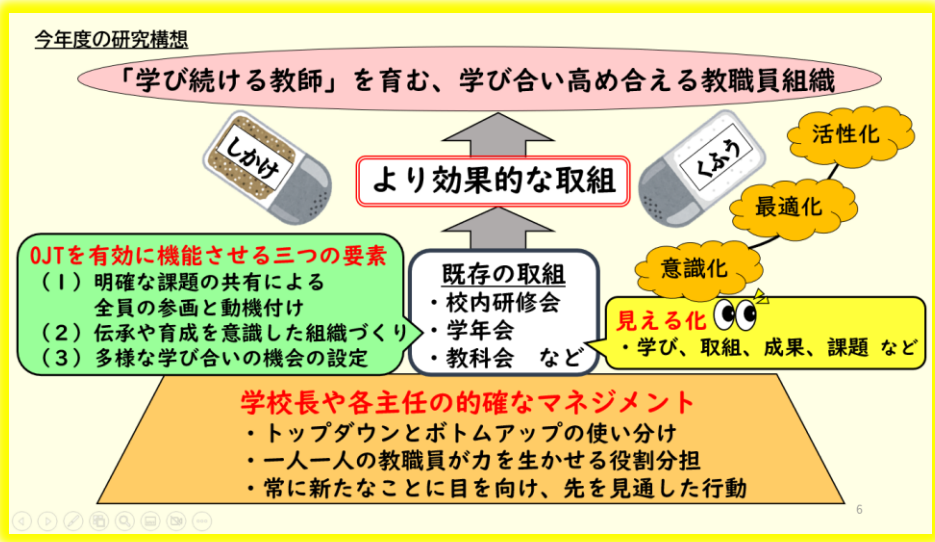 今年度の研究構想
「学び続ける教師」を育む、学び合い高め合える教職員組織
しかけ
くふう
より効果的な取組
活性化
最適化
意識化
OJTを有効に機能させる三つの要素
（1）明確な課題の共有による
全員の参画と動機付け
（2）伝承や育成を意識した組織づくり
（3）多様な学び合いの機会の設定
既存の取組
・校内研修会
・学年会
・教科会　など
見える化
・学び、取組、成果、課題 など
学校長や各主任の的確なマネジメント
・トップダウンとボトムアップの使い分け
・一人一人の教職員が力を生かせる役割分担
・常に新たなことに目を向け、先を見通した行動
6